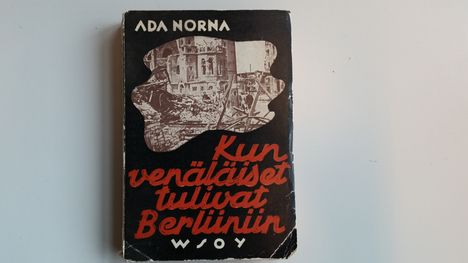 ADA NORNA
Kun
venäläiset
tulivat
Berliiniin
WSOY